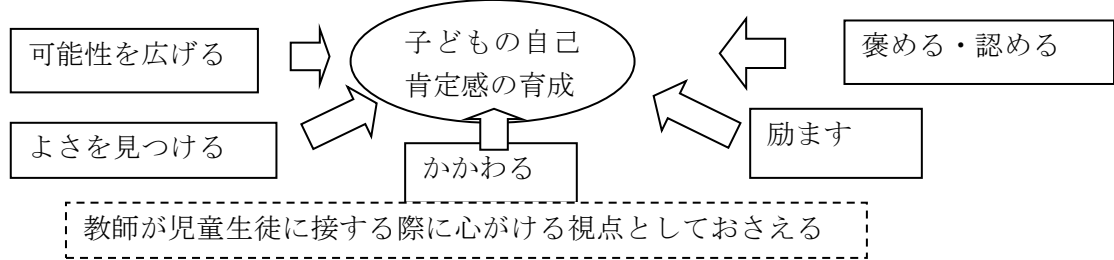 可能性を広げる
子どもの自己
肯定感の育成
褒める・認める
よさを見つける
かかわる
励ます
教師が児童生徒に接する際に心がける視点としておさえる